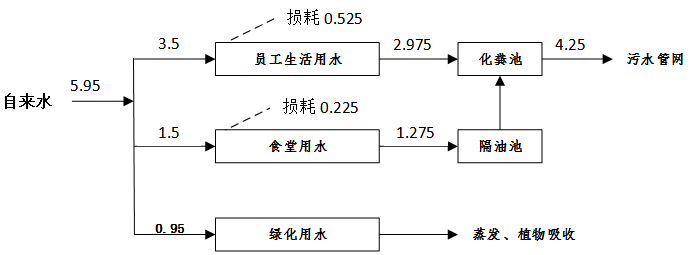 损耗 0.525
3.5
员工生活用水
2.975
化粪池
4.25
污水管网
自来水
5.95
损耗 0.225
1.5
食堂用水
1.275
隔油池
0.95
绿化用水
蒸发、植物吸收